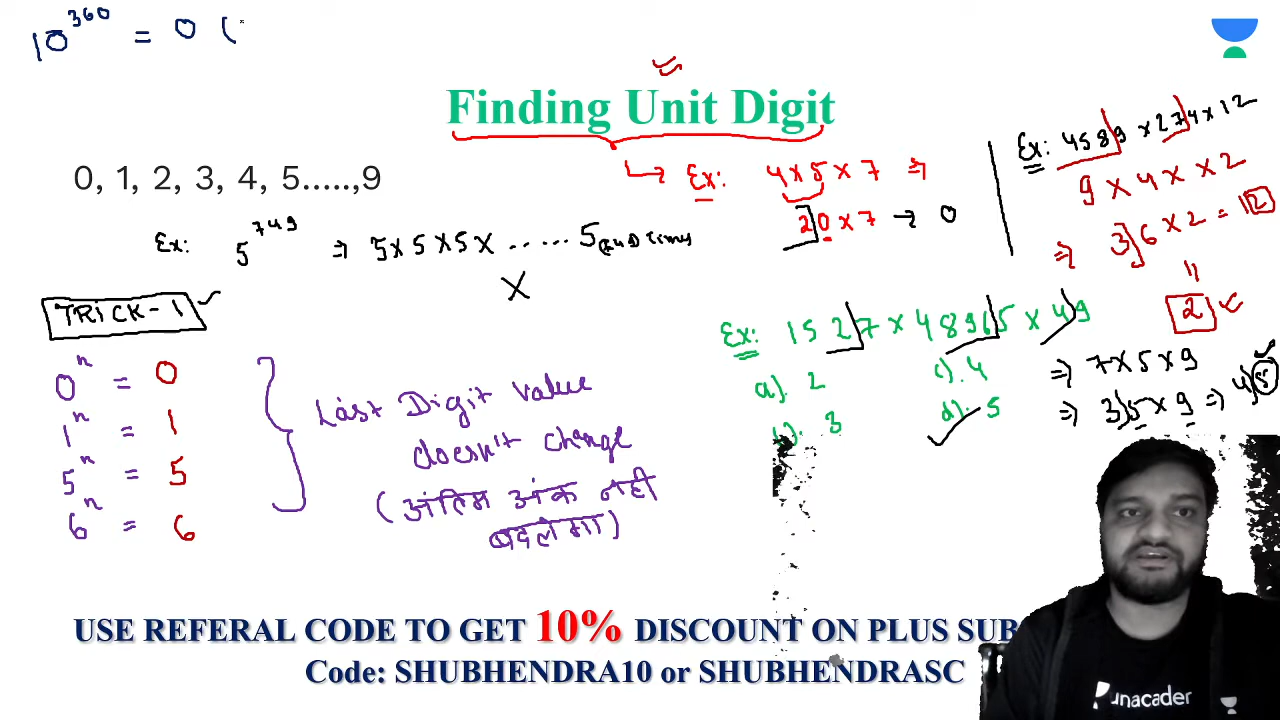 10^360 = 0 (
Finding Unit Digit
0, 1, 2, 3, 4, 5.....,9
Ex: 4 x 5 x 7 ⇒
20 x 7 → 0
Ex: 4589 x 274 x 12
9 x 4 x x 2
⇒ 36 x 2 = 12
"
2
Ex: 5^749 ⇒ 5 x 5 x 5 x ...... 5
X
TRICK-1
0^n = 0
1^n = 1
5^n = 5
6^n = 6
Last Digit value
doesn't change
(अंतिम अंक नही
बदलेगा)
Ex: 1527 x 48965 x 49
a). 2
c). 4
b). 3
d). 5
⇒ 7 x 5 x 9
⇒ 35 x 9 ⇒ 45
USE REFERAL CODE TO GET 10% DISCOUNT ON PLUS SUB
Code: SHUBHENDRA10 or SHUBHENDRASC
unacader